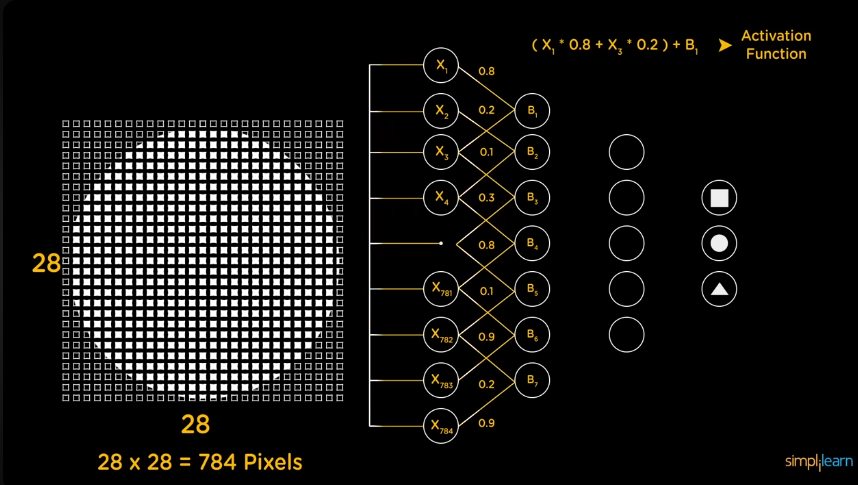 ( X₁ * 0.8 + X₃ * 0.2 ) + B₁
Activation
Function
X₁
0.8
X₂
0.2
B₁
X₃
0.1
B₂
X₄
0.3
B₃
28
0.8
B₄
X₇₈₁
0.1
B₅
X₇₈₂
0.9
B₆
X₇₈₃
0.2
B₇
X₇₈₄
0.9
28
28 x 28 = 784 Pixels
simplilearn